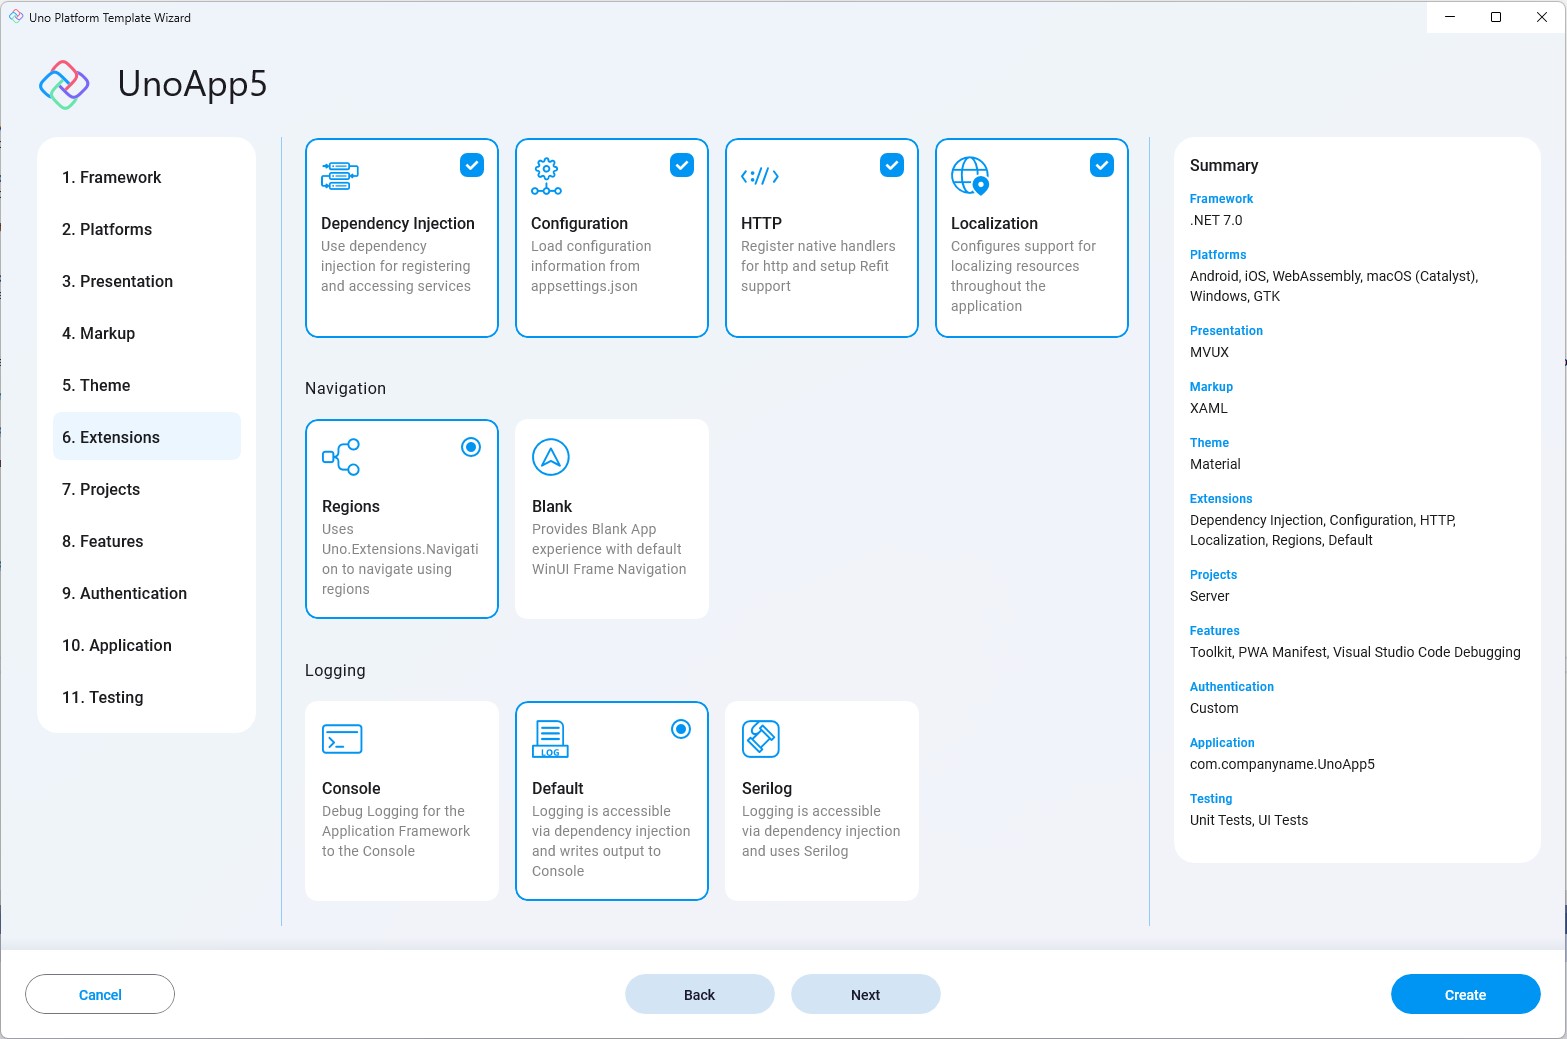 Uno Platform Template Wizard
UnoApp5
1. Framework
2. Platforms
3. Presentation
4. Markup
5. Theme
6. Extensions
7. Projects
8. Features
9. Authentication
10. Application
11. Testing
Dependency Injection
Use dependency
injection for registering
and accessing services
Configuration
Load configuration
information from
appsettings.json
<://>
HTTP
Register native handlers
for http and setup Refit
support
Localization
Configures support for
localizing resources
throughout the
application
Navigation
Regions
Uses
Uno.Extensions.Navigati
on to navigate using
regions
Blank
Provides Blank App
experience with default
WinUI Frame Navigation
Logging
Console
Debug Logging for the
Application Framework
to the Console
LOG
Default
Logging is accessible
via dependency injection
and writes output to
Console
Serilog
Logging is accessible
via dependency injection
and uses Serilog
Summary
Framework
.NET 7.0
Platforms
Android, iOS, WebAssembly, macOS (Catalyst),
Windows, GTK
Presentation
MVUX
Markup
XAML
Theme
Material
Extensions
Dependency Injection, Configuration, HTTP,
Localization, Regions, Default
Projects
Server
Features
Toolkit, PWA Manifest, Visual Studio Code Debugging
Authentication
Custom
Application
com.companyname.UnoApp5
Testing
Unit Tests, UI Tests
Cancel
Back
Next
Create